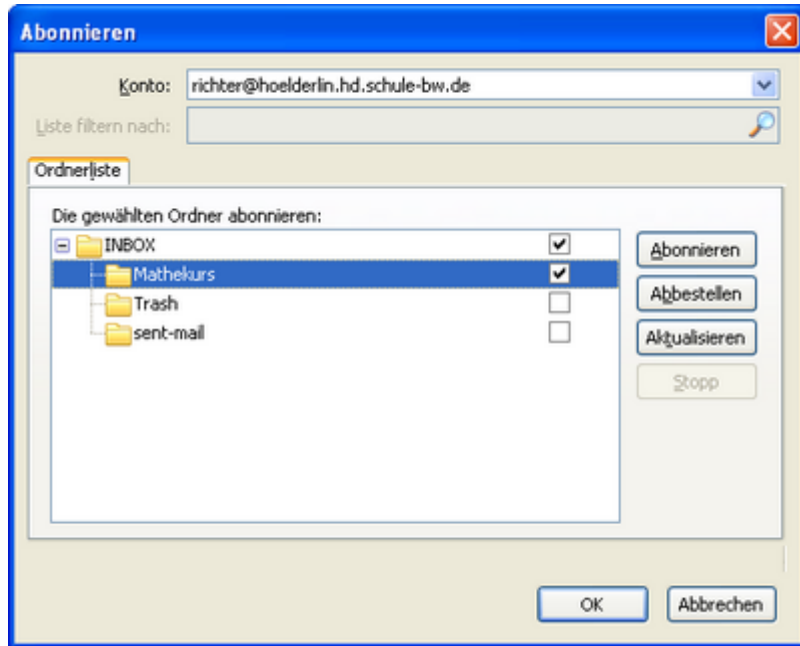 Abonnieren
Konto: richter@hoelderlin.hd.schule-bw.de
Liste filtern nach:
Ordnerliste
Die gewählten Ordner abonnieren:
INBOX
Mathekurs
Trash
sent-mail
Abonnieren
Abbestellen
Aktualisieren
Stopp
OK
Abbrechen